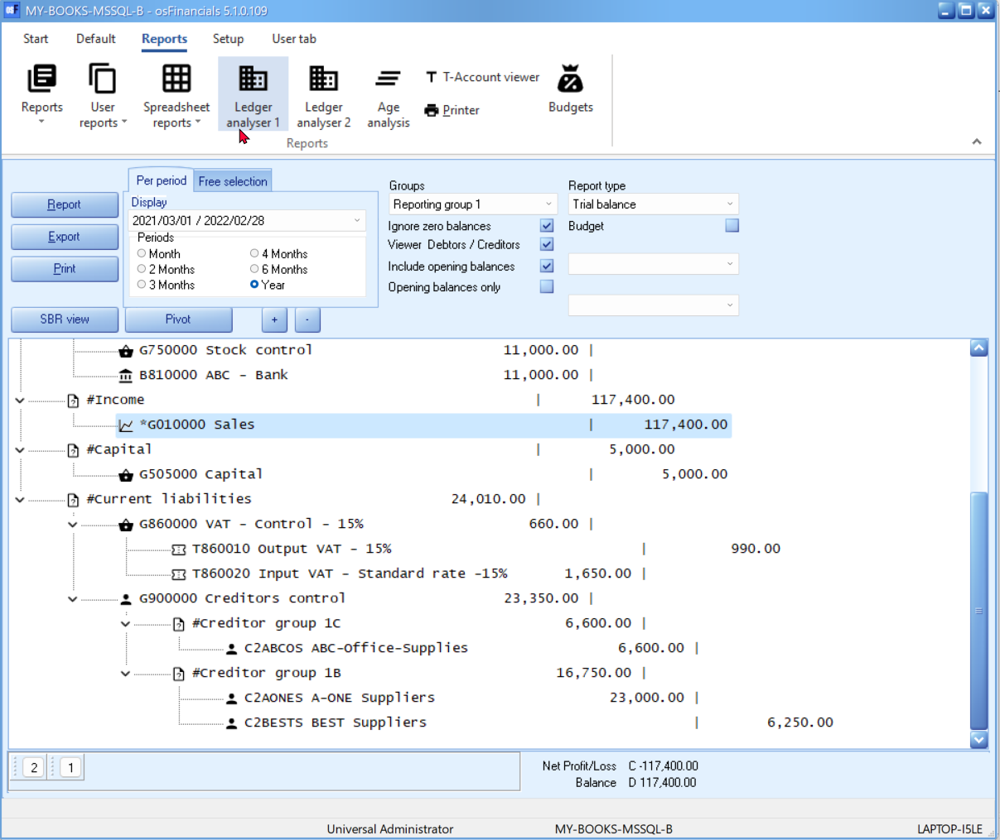 MY-BOOKS-MSSQL-B - osFinancials 5.1.0.109
Start Default Reports Setup User tab
Reports
User reports
Spreadsheet reports
Ledger analyser 1
Ledger analyser 2
Age analysis
T-Account viewer
Printer
Budgets
Reports
Per period Free selection
Report
Export
Print
Display
2021/03/01 / 2022/02/28
Periods
Month 4 Months
2 Months 6 Months
3 Months Year
Groups
Reporting group 1
Ignore zero balances
Viewer Debtors / Creditors
Include opening balances
Opening balances only
Report type
Trial balance
Budget
SBR view Pivot + -
G750000 Stock control 11,000.00 |
B810000 ABC - Bank 11,000.00 |
#Income | 117,400.00
*G010000 Sales | 117,400.00
#Capital | 5,000.00
G505000 Capital | 5,000.00
#Current liabilities 24,010.00 |
G860000 VAT - Control - 15% 660.00 |
T860010 Output VAT - 15% | 990.00
T860020 Input VAT - Standard rate -15% 1,650.00 |
G900000 Creditors control 23,350.00 |
#Creditor group 1C 6,600.00 |
C2ABCOS ABC-Office-Supplies 6,600.00 |
#Creditor group 1B 16,750.00 |
C2AONES A-ONE Suppliers 23,000.00 |
C2BESTS BEST Suppliers | 6,250.00
2 1
Net Profit/Loss C -117,400.00
Balance D 117,400.00
Universal Administrator MY-BOOKS-MSSQL-B LAPTOP-I5LE